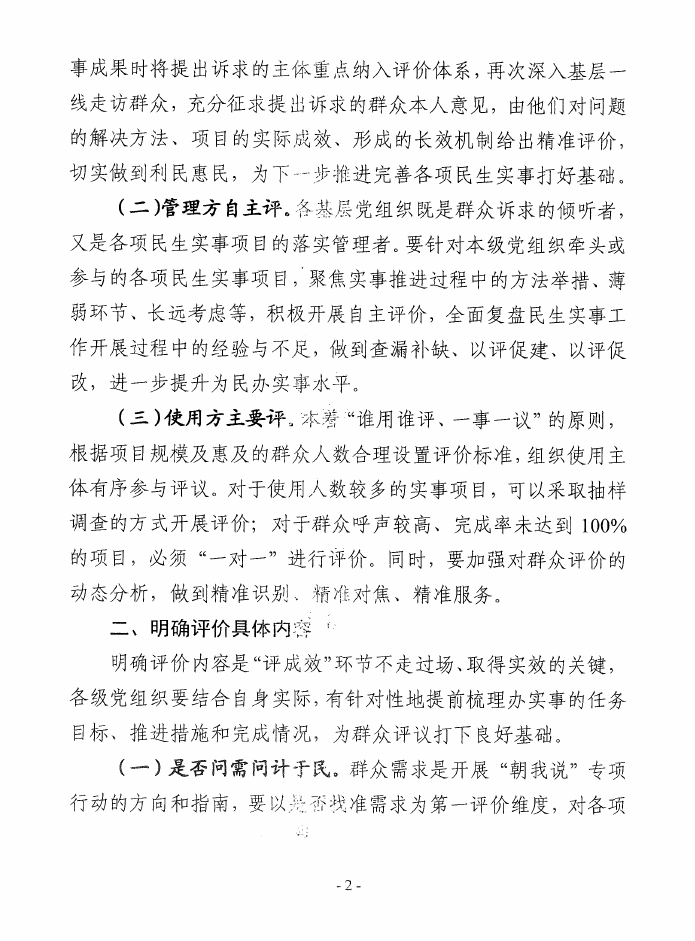 事成果时将提出诉求的主体重点纳入评价体系，再次深入基层一
线走访群众，充分征求提出诉求的群众本人意见，由他们对问题
的解决方法、项目的实际成效、形成的长效机制给出精准评价，
切实做到利民惠民，为下一步推进完善各项民生实事打好基础。
（二）管理方自主评。各基层党组织既是群众诉求的倾听者，
又是各项民生实事项目的落实管理者。要针对本级党组织牵头或
参与的各项民生实事项目，聚焦实事推进过程中的方法举措、薄
弱环节、长远考虑等，积极开展自主评价，全面复盘民生实事工
作开展过程中的经验与不足，做到查漏补缺、以评促建、以评促
改，进一步提升为民办实事水平。
（三）使用方主要评。本着“谁用谁评、一事一议”的原则，
根据项目规模及惠及的群众人数合理设置评价标准，组织使用主
体有序参与评议。对于使用人数较多的实事项目，可以采取抽样
调查的方式开展评价；对于群众呼声较高、完成率未达到 100%
的项目，必须“一对一”进行评价。同时，要加强对群众评价的
动态分析，做到精准识别、精准对焦、精准服务。
二、明确评价具体内容
明确评价内容是“评成效”环节不走过场、取得实效的关键，
各级党组织要结合自身实际，有针对性地提前梳理办实事的任务
目标、推进措施和完成情况，为群众评议打下良好基础。
（一）是否问需问计于民。群众需求是开展“朝我说”专项
行动的方向和指南，要以是否找准需求为第一评价维度，对各项
- 2 -